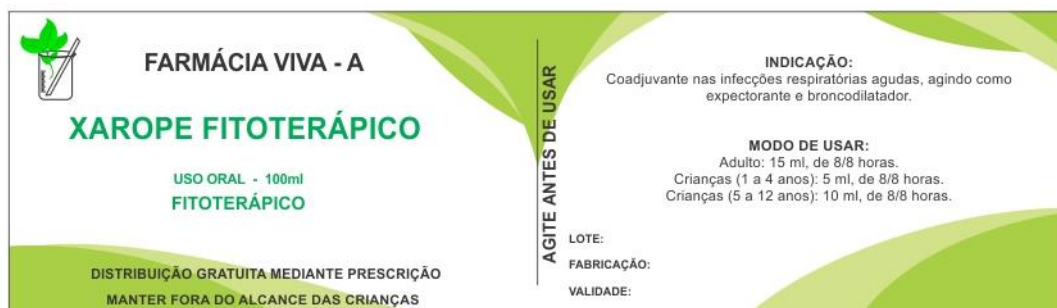 FARMÁCIA VIVA - A
XAROPE FITOTERÁPICO
USO ORAL - 100ml
FITOTERÁPICO
DISTRIBUIÇÃO GRATUITA MEDIANTE PRESCRIÇÃO
MANTER FORA DO ALCANCE DAS CRIANÇAS
AGITE ANTES DE USAR
INDICAÇÃO:
Coadjuvante nas infecções respiratórias agudas, agindo como
expectorante e broncodilatador.
MODO DE USAR:
Adulto: 15 ml, de 8/8 horas.
Crianças (1 a 4 anos): 5 ml, de 8/8 horas.
Crianças (5 a 12 anos): 10 ml, de 8/8 horas.
LOTE:
FABRICAÇÃO:
VALIDADE: